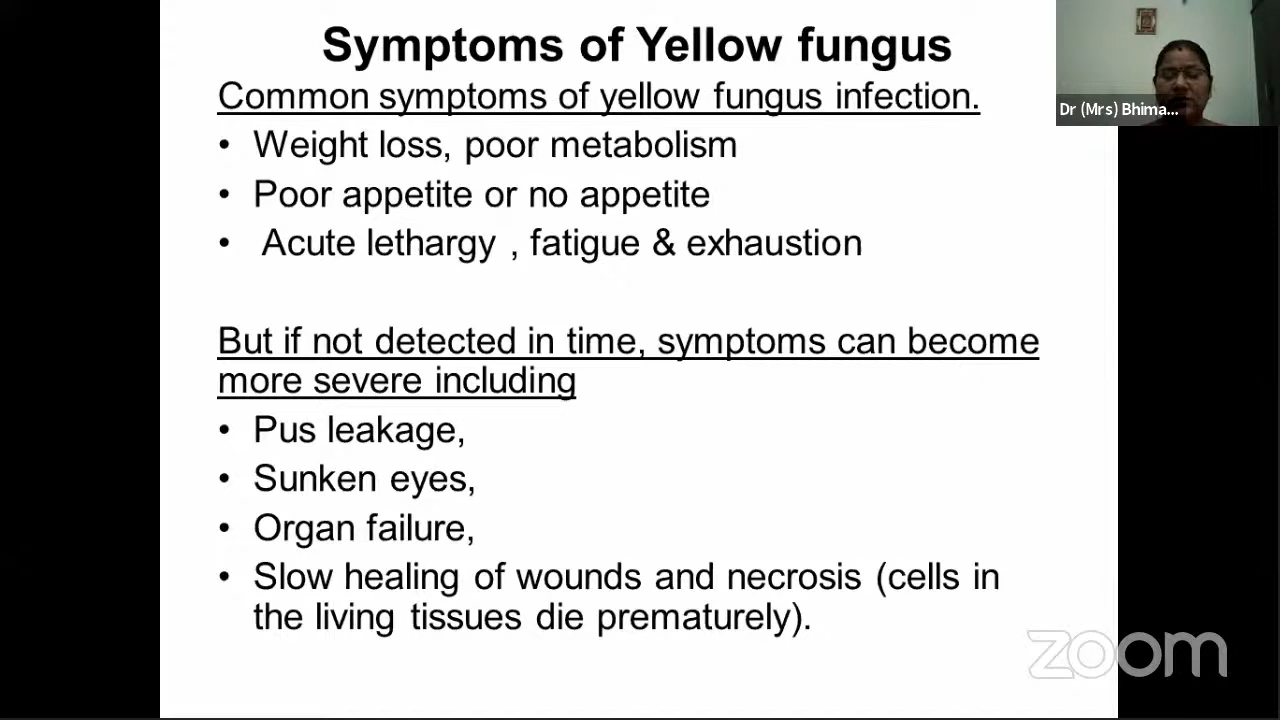 Symptoms of Yellow fungus
Common symptoms of yellow fungus infection.
• Weight loss, poor metabolism
• Poor appetite or no appetite
• Acute lethargy , fatigue & exhaustion
But if not detected in time, symptoms can become
more severe including
• Pus leakage,
• Sunken eyes,
• Organ failure,
• Slow healing of wounds and necrosis (cells in
the living tissues die prematurely).
Dr (Mrs) Bhima...
zoom